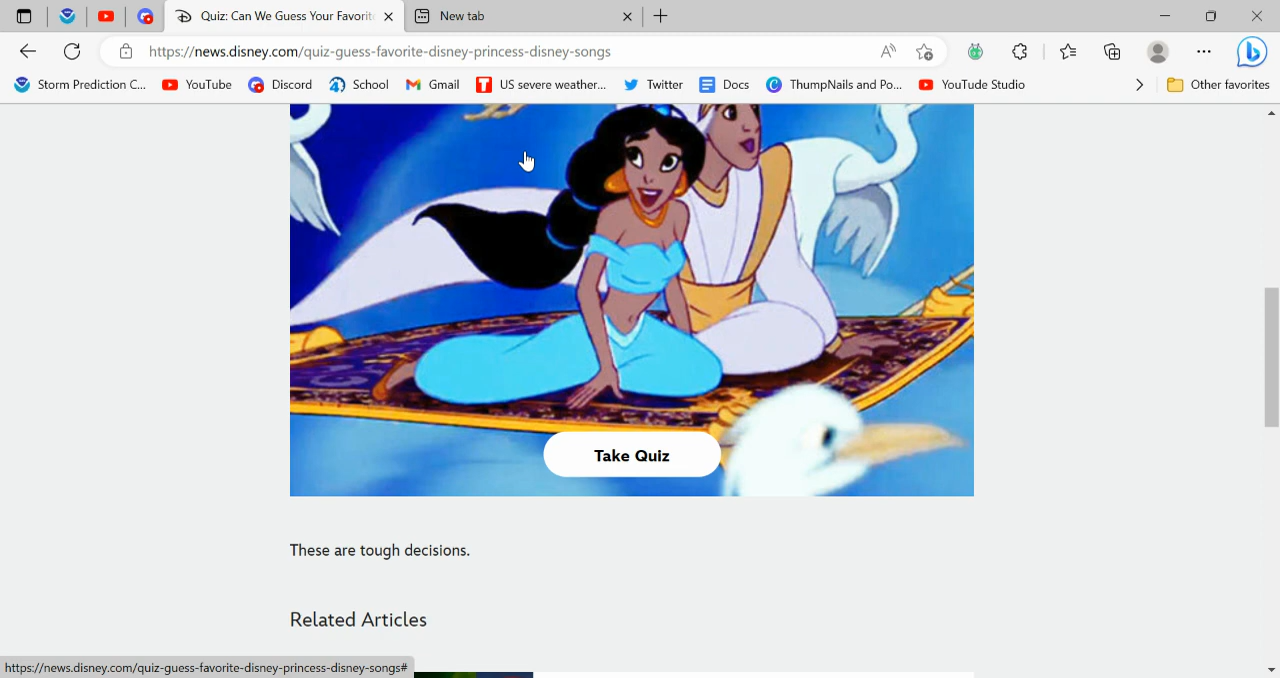 Quiz: Can We Guess Your Favorit
New tab
https://news.disney.com/quiz-guess-favorite-disney-princess-disney-songs
Storm Prediction C...
YouTube
Discord
School
Gmail
US severe weather...
Twitter
Docs
ThumpNails and Po...
YouTude Studio
Other favorites
Take Quiz
These are tough decisions.
Related Articles
https://news.disney.com/quiz-guess-favorite-disney-princess-disney-songs#